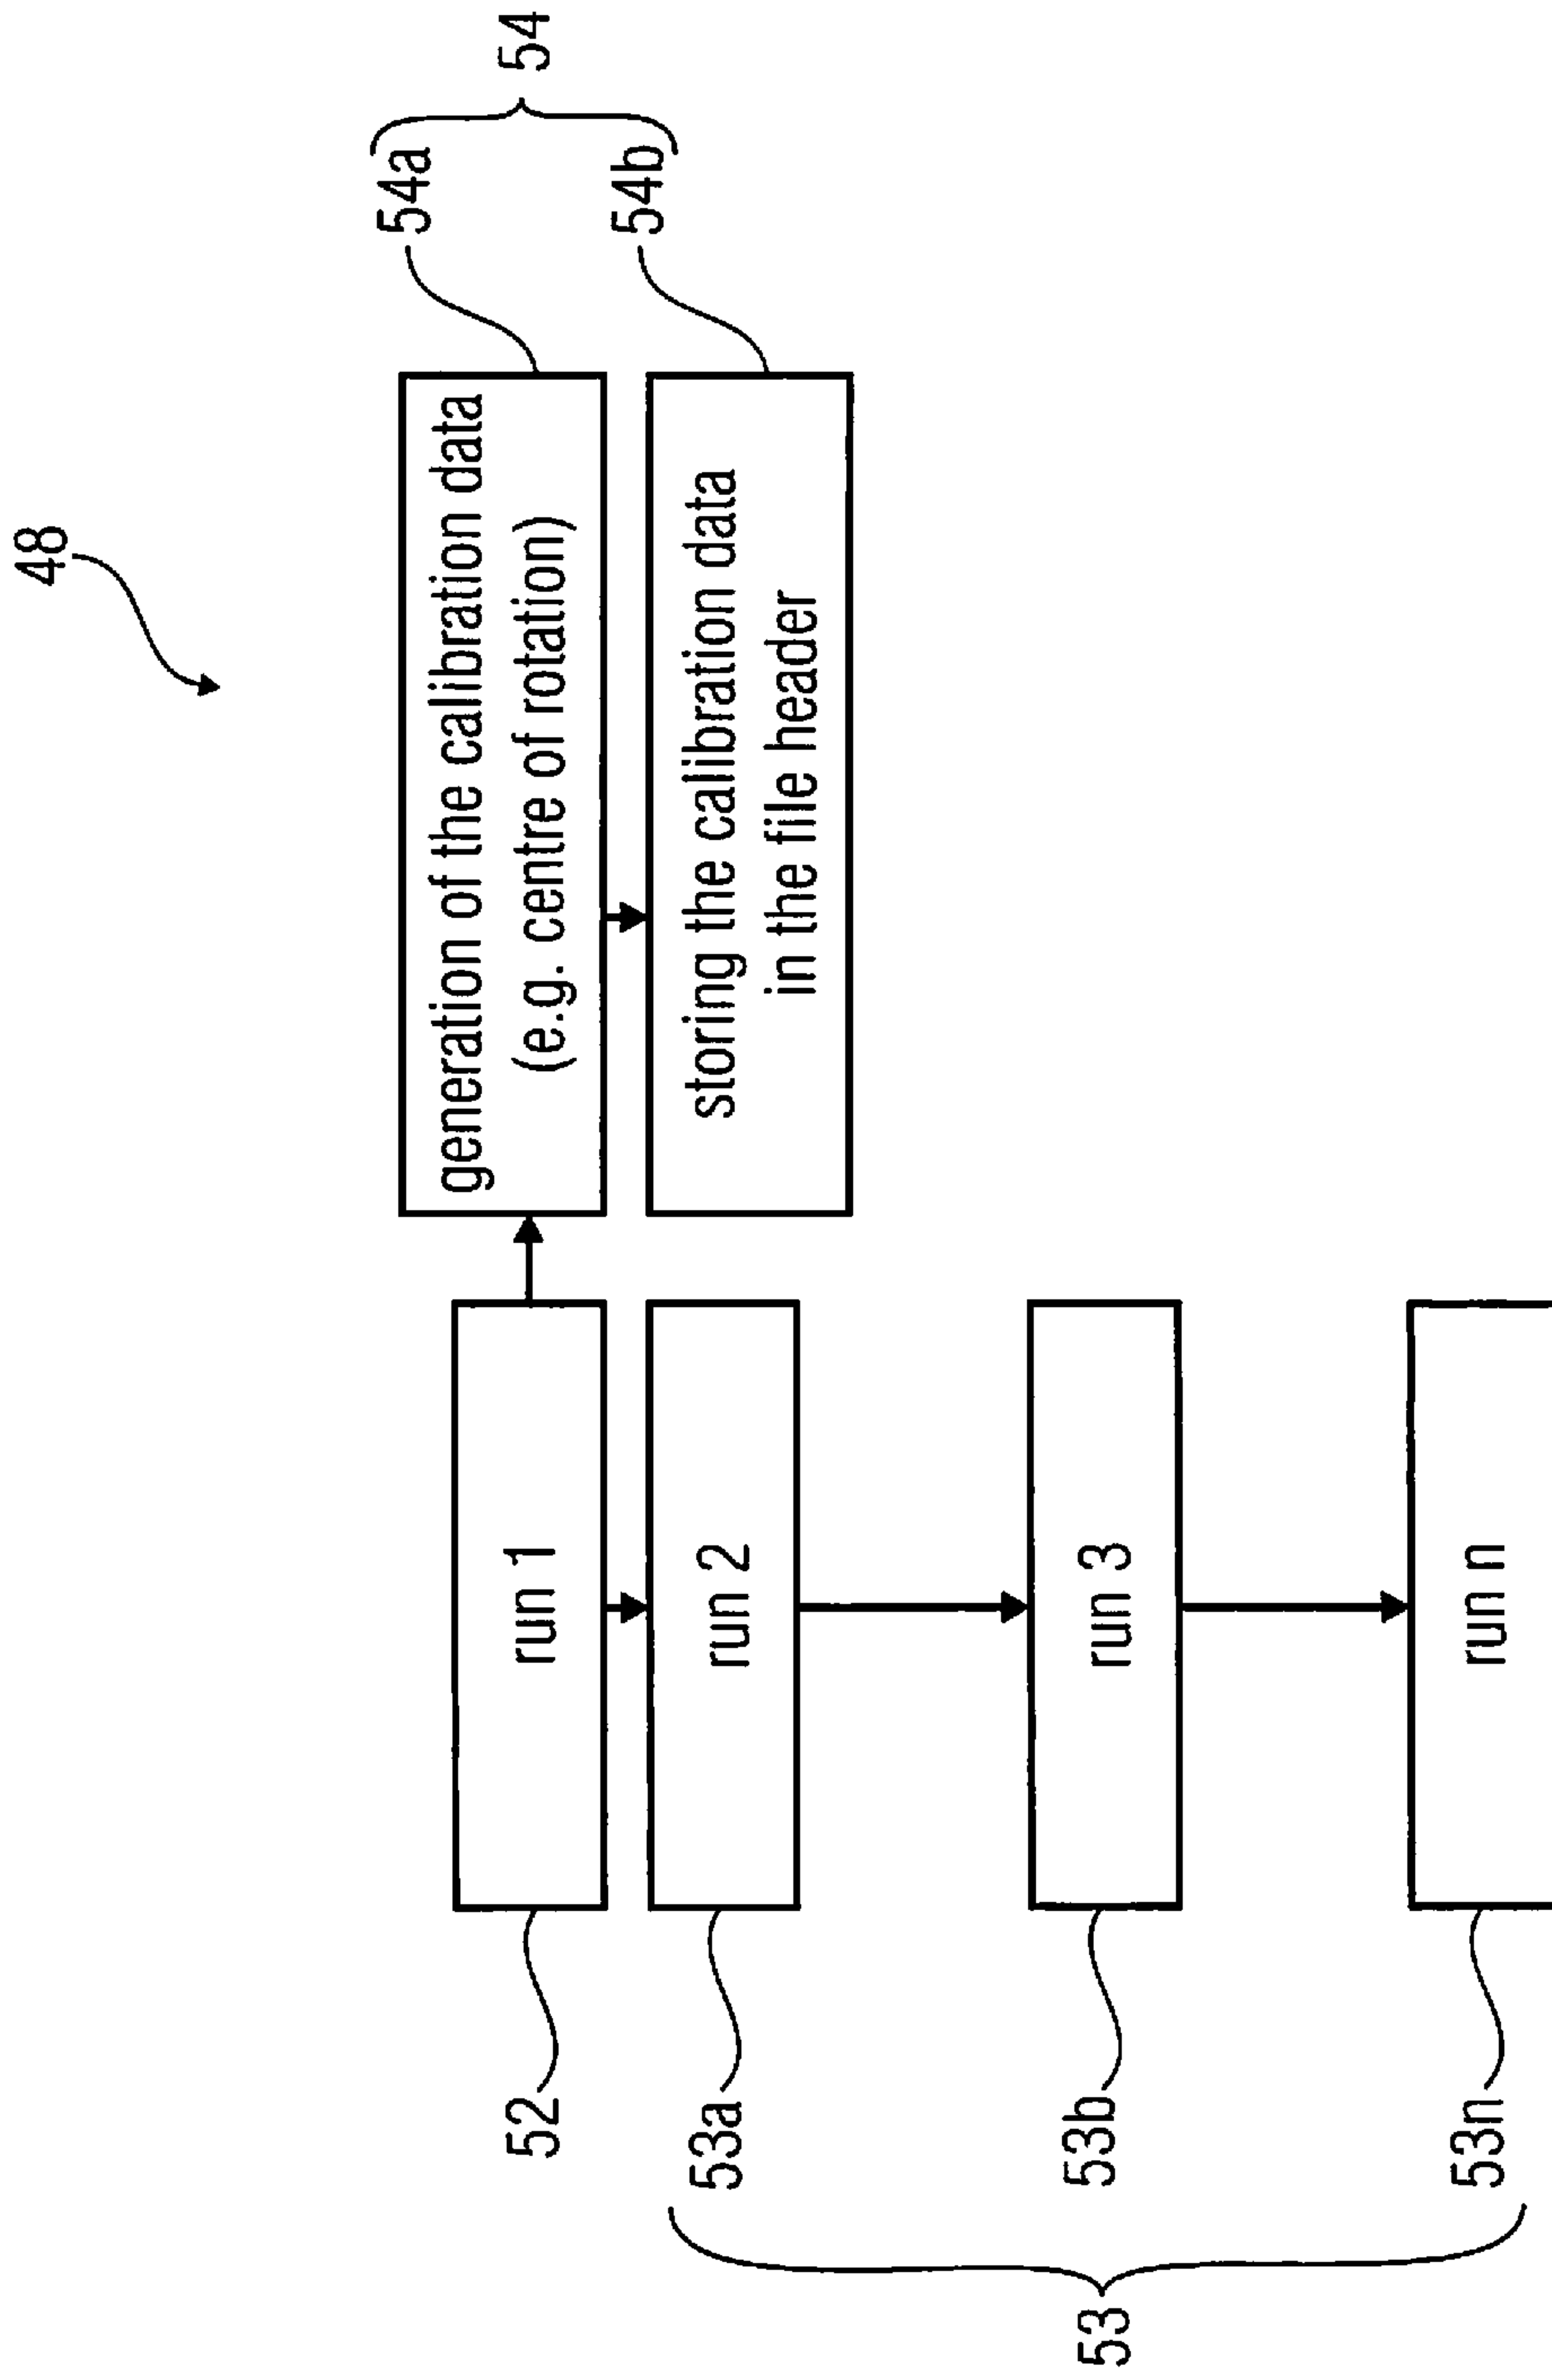 48
52
run 1
generation of the calibration data
(e.g. centre of rotation)
54a
54
53a
run 2
storing the calibration data
in the file header
54b
53
53b
run 3
53n
run n